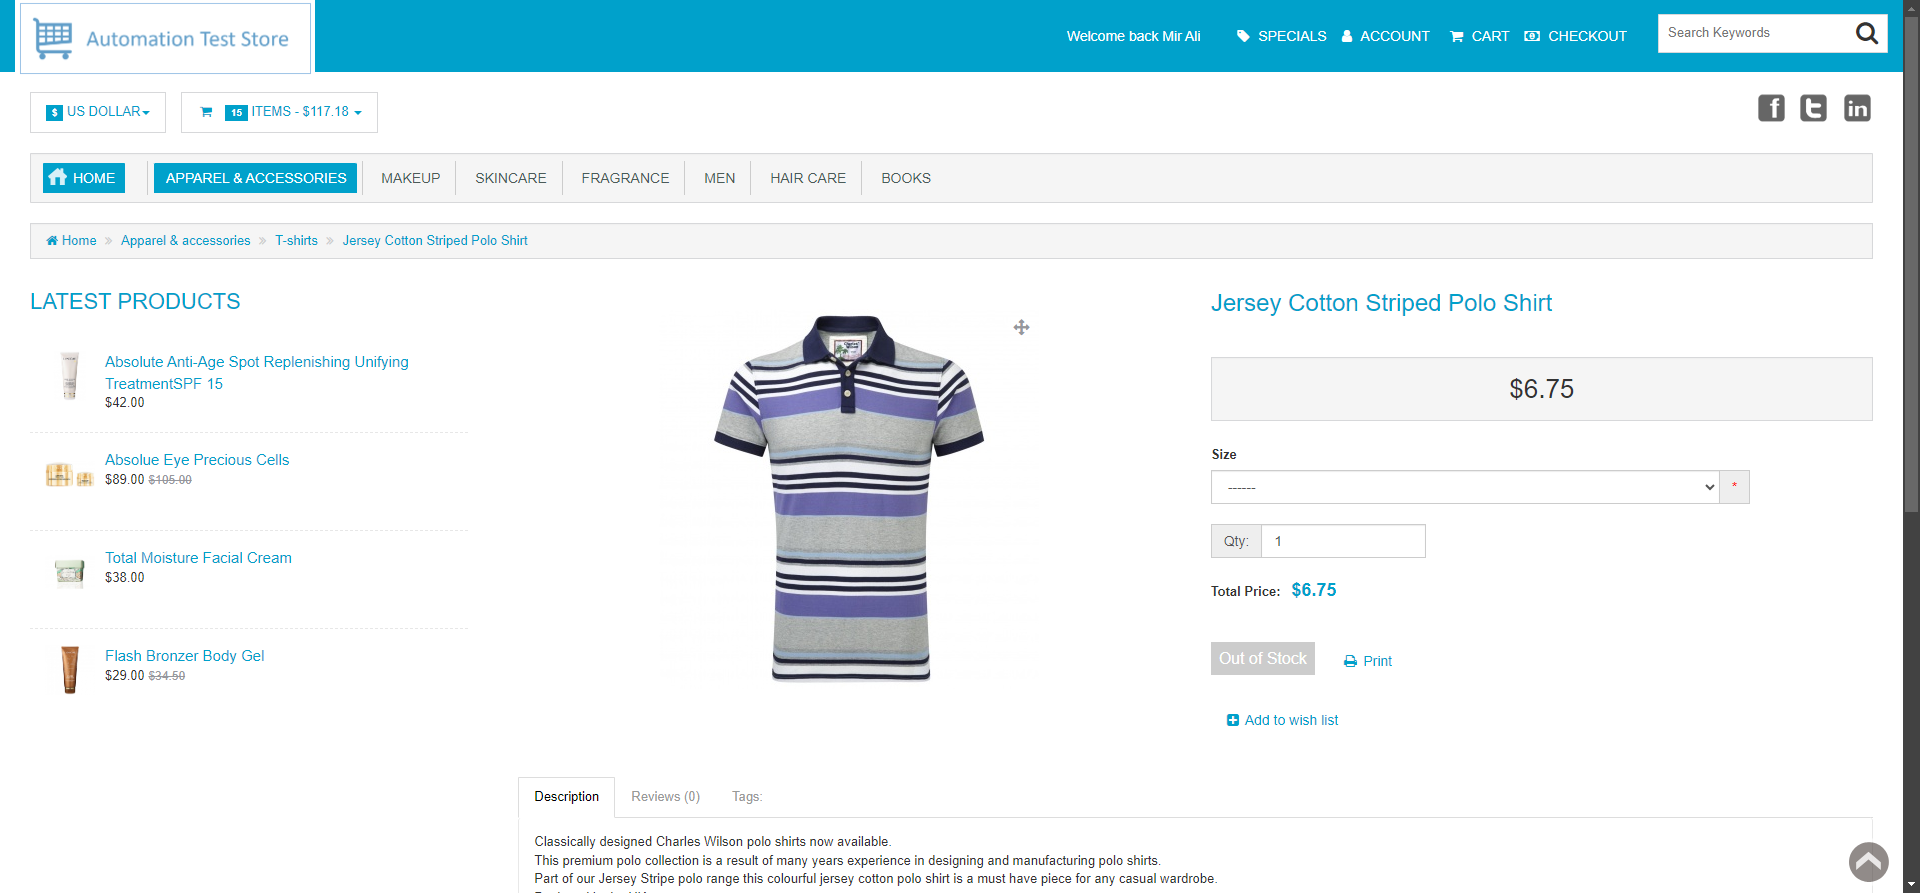 Automation Test Store
Welcome back Mir Ali
SPECIALS
ACCOUNT
CART
CHECKOUT
Search Keywords
$ US DOLLAR
15 ITEMS - $117.18
HOME
APPAREL & ACCESSORIES
MAKEUP
SKINCARE
FRAGRANCE
MEN
HAIR CARE
BOOKS
Home » Apparel & accessories » T-shirts » Jersey Cotton Striped Polo Shirt
LATEST PRODUCTS
Absolute Anti-Age Spot Replenishing Unifying
TreatmentSPF 15
$42.00
Absolue Eye Precious Cells
$89.00 $105.00
Total Moisture Facial Cream
$38.00
Flash Bronzer Body Gel
$29.00 $34.50
Jersey Cotton Striped Polo Shirt
$6.75
Size
------
*
Qty: 1
Total Price: $6.75
Out of Stock
Print
Add to wish list
Description
Reviews (0)
Tags:
Classically designed Charles Wilson polo shirts now available.
This premium polo collection is a result of many years experience in designing and manufacturing polo shirts.
Part of our Jersey Stripe polo range this colourful jersey cotton polo shirt is a must have piece for any casual wardrobe.